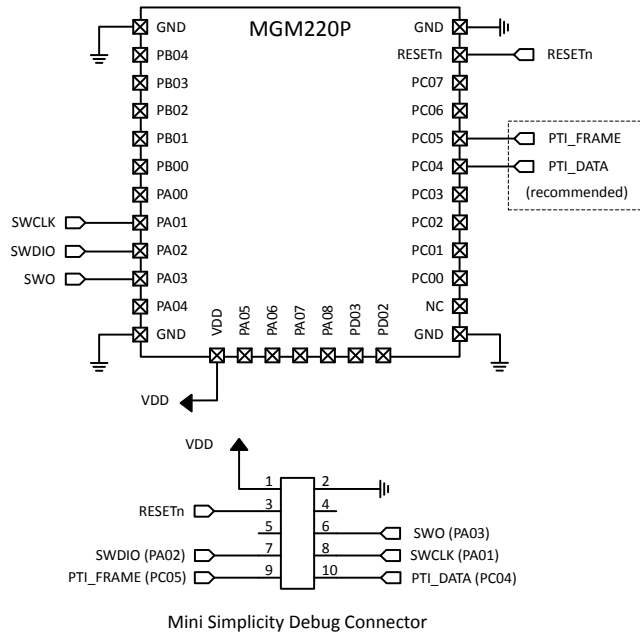 MGM220P
GND
GND
PB04
RESETn
RESETn
PB03
PC07
PB02
PC06
PB01
PC05
PTI_FRAME
PB00
PC04
PTI_DATA
PA00
PC03
(recommended)
SWCLK
PA01
PC02
SWDIO
PA02
PC01
SWO
PA03
PC00
PA04
NC
GND
VDD
PA05
PA06
PA07
PA08
PD03
PD02
GND
VDD
VDD
1
2
RESETn
3
4
5
6
SWO (PA03)
SWDIO (PA02)
7
8
SWCLK (PA01)
PTI_FRAME (PC05)
9
10
PTI_DATA (PC04)
Mini Simplicity Debug Connector